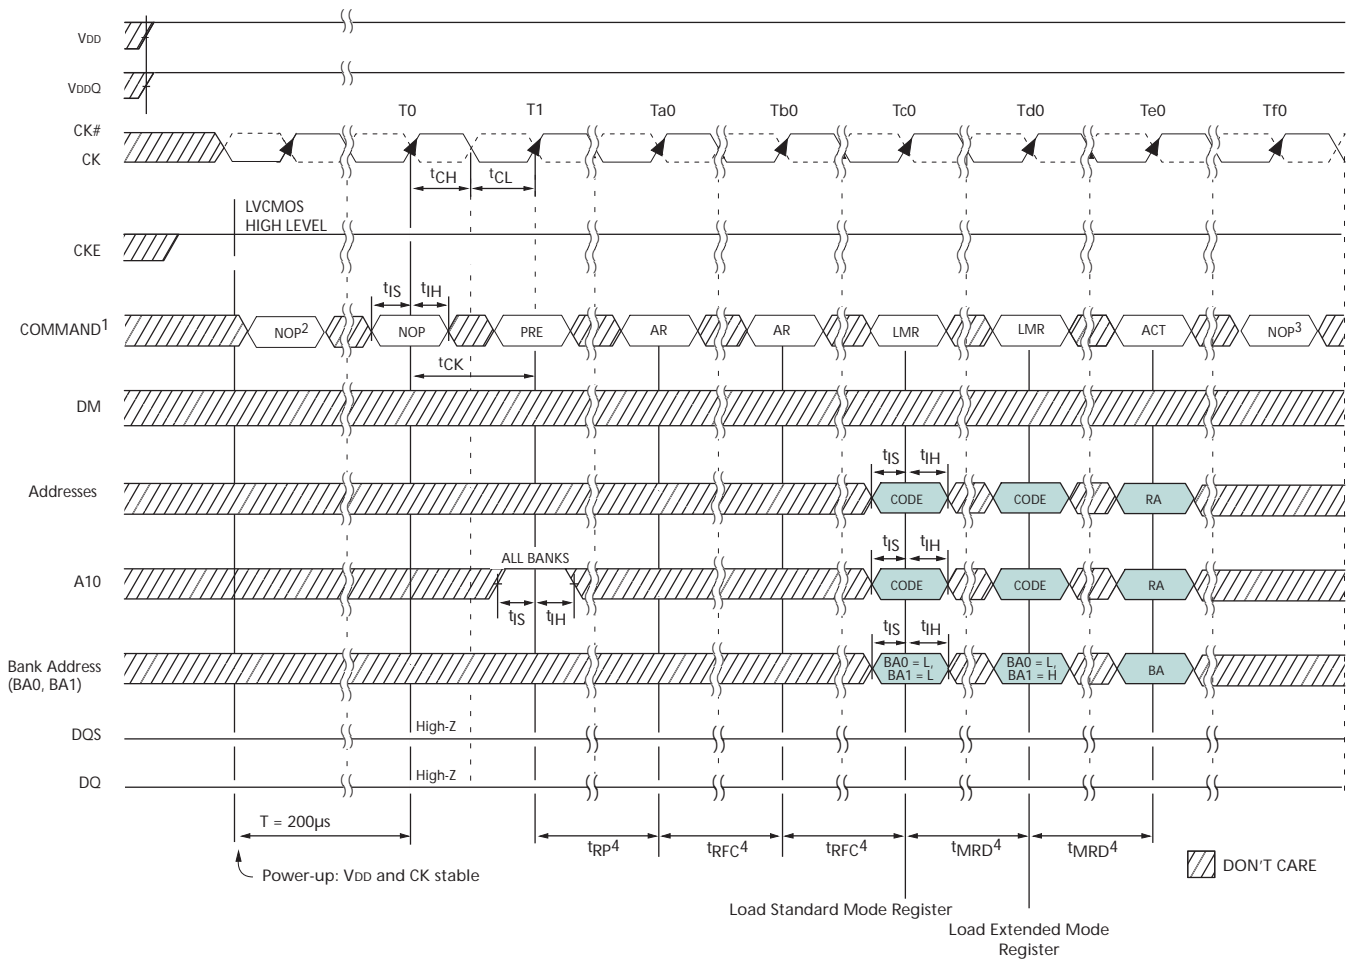 VDD
VDDQ
T0 T1 Ta0 Tb0 Tc0 Td0 Te0 Tf0
CK#
CK
tCH tCL
LVCMOS
HIGH LEVEL
CKE
tIS tIH
COMMAND1 NOP2 NOP PRE AR AR LMR LMR ACT NOP3
tCK
DM
tIS tIH
Addresses CODE CODE RA
ALL BANKS tIS tIH
A10 CODE CODE RA
tIS tIH tIS tIH
Bank Address
(BA0, BA1)
BA0 = L,
BA1 = L
BA0 = L,
BA1 = H
BA
DQS High-Z
DQ High-Z
T = 200µs
tRP4 tRFC4 tRFC4 tMRD4 tMRD4
Power-up: VDD and CK stable
DON'T CARE
Load Standard Mode Register
Load Extended Mode
Register